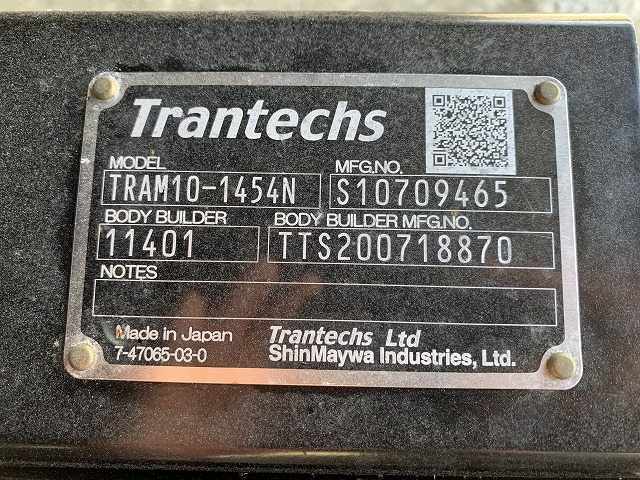 Trantechs
MODEL MFG.NO.
TRAM10-1454N S10709465
BODY BUILDER BODY BUILDER MFG.NO.
11401 TTS200718870
NOTES
Made in Japan Trantechs Ltd
7-47065-03-0 ShinMaywa Industries, Ltd.